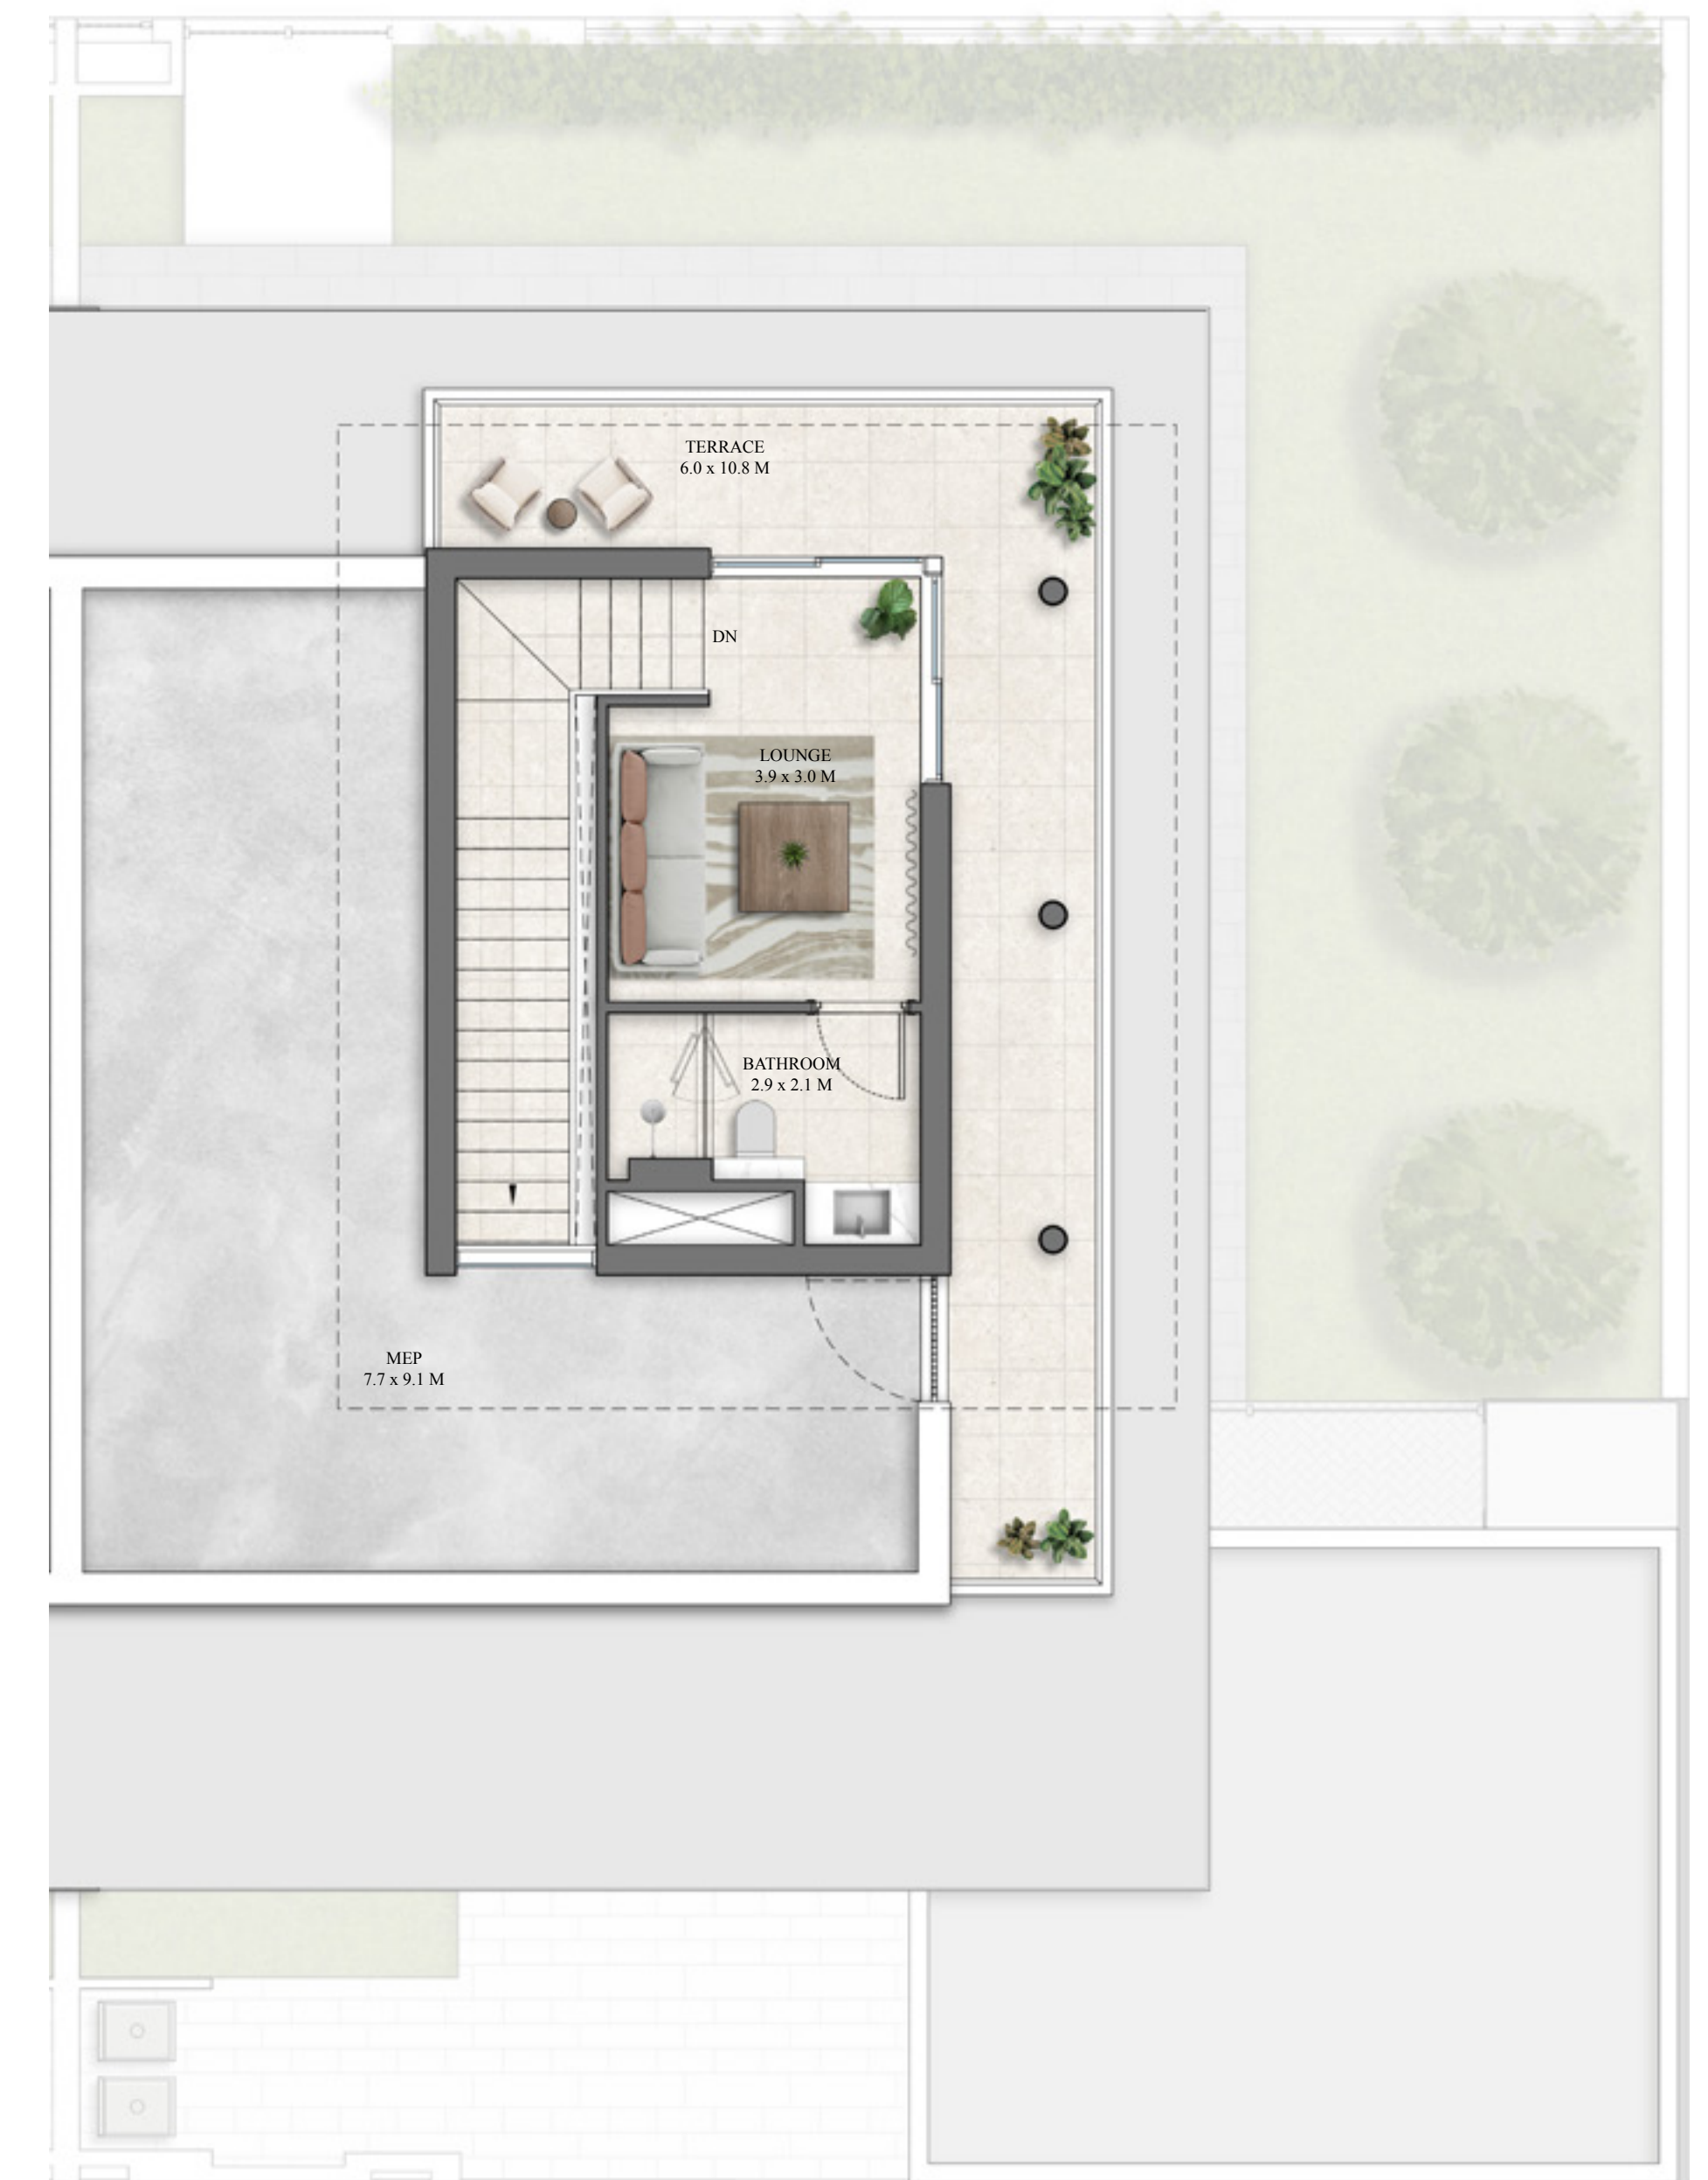 TERRACE
6.0 x 10.8 M
DN
LOUNGE
3.9 x 3.0 M
BATHROOM
2.9 x 2.1 M
MEP
7.7 x 9.1 M